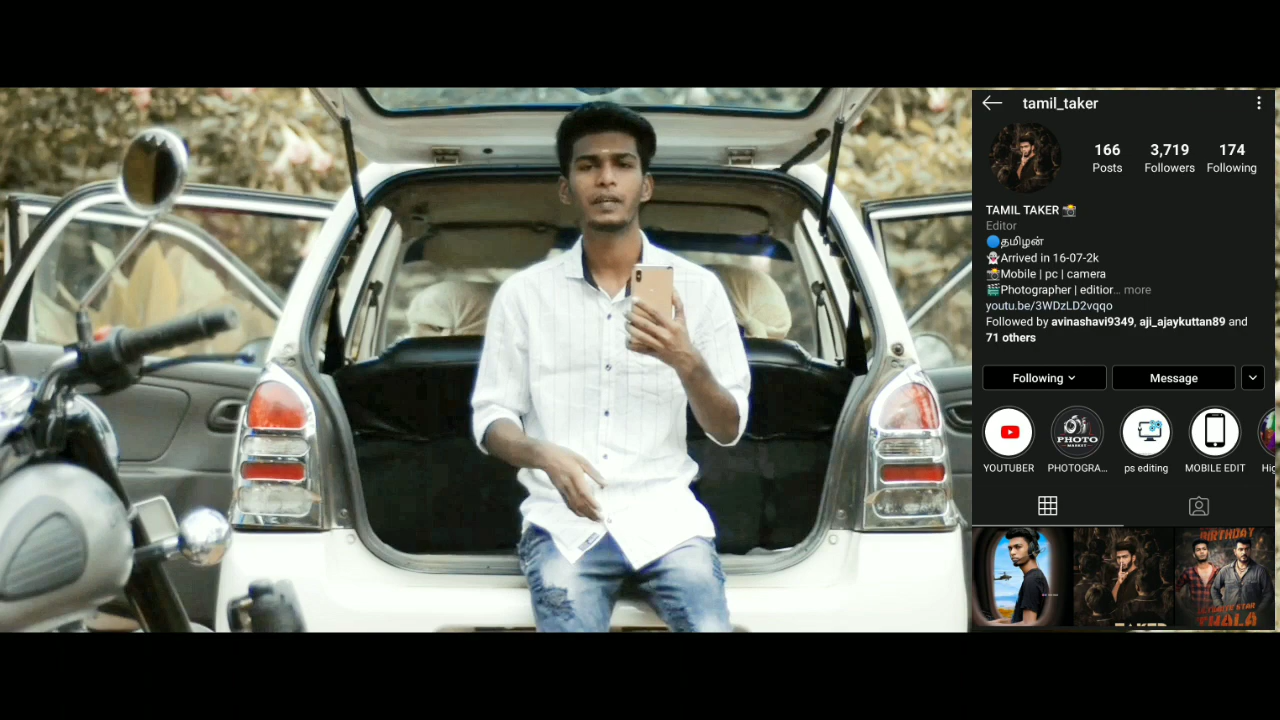 tamil_taker
166 3,719 174
Posts Followers Following
TAMIL TAKER 📸
Editor
🔵தமிழன்
👻Arrived in 16-07-2k
📸Mobile | pc | camera
🎬Photographer | editior... more
youtu.be/3WDzLD2vqqo
Followed by avinashavi9349, aji_ajaykuttan89 and
71 others
Following Message
PHOTO
YOUTUBER PHOTOGRA... ps editing MOBILE EDIT Hig
BIRTHDAY
THALA